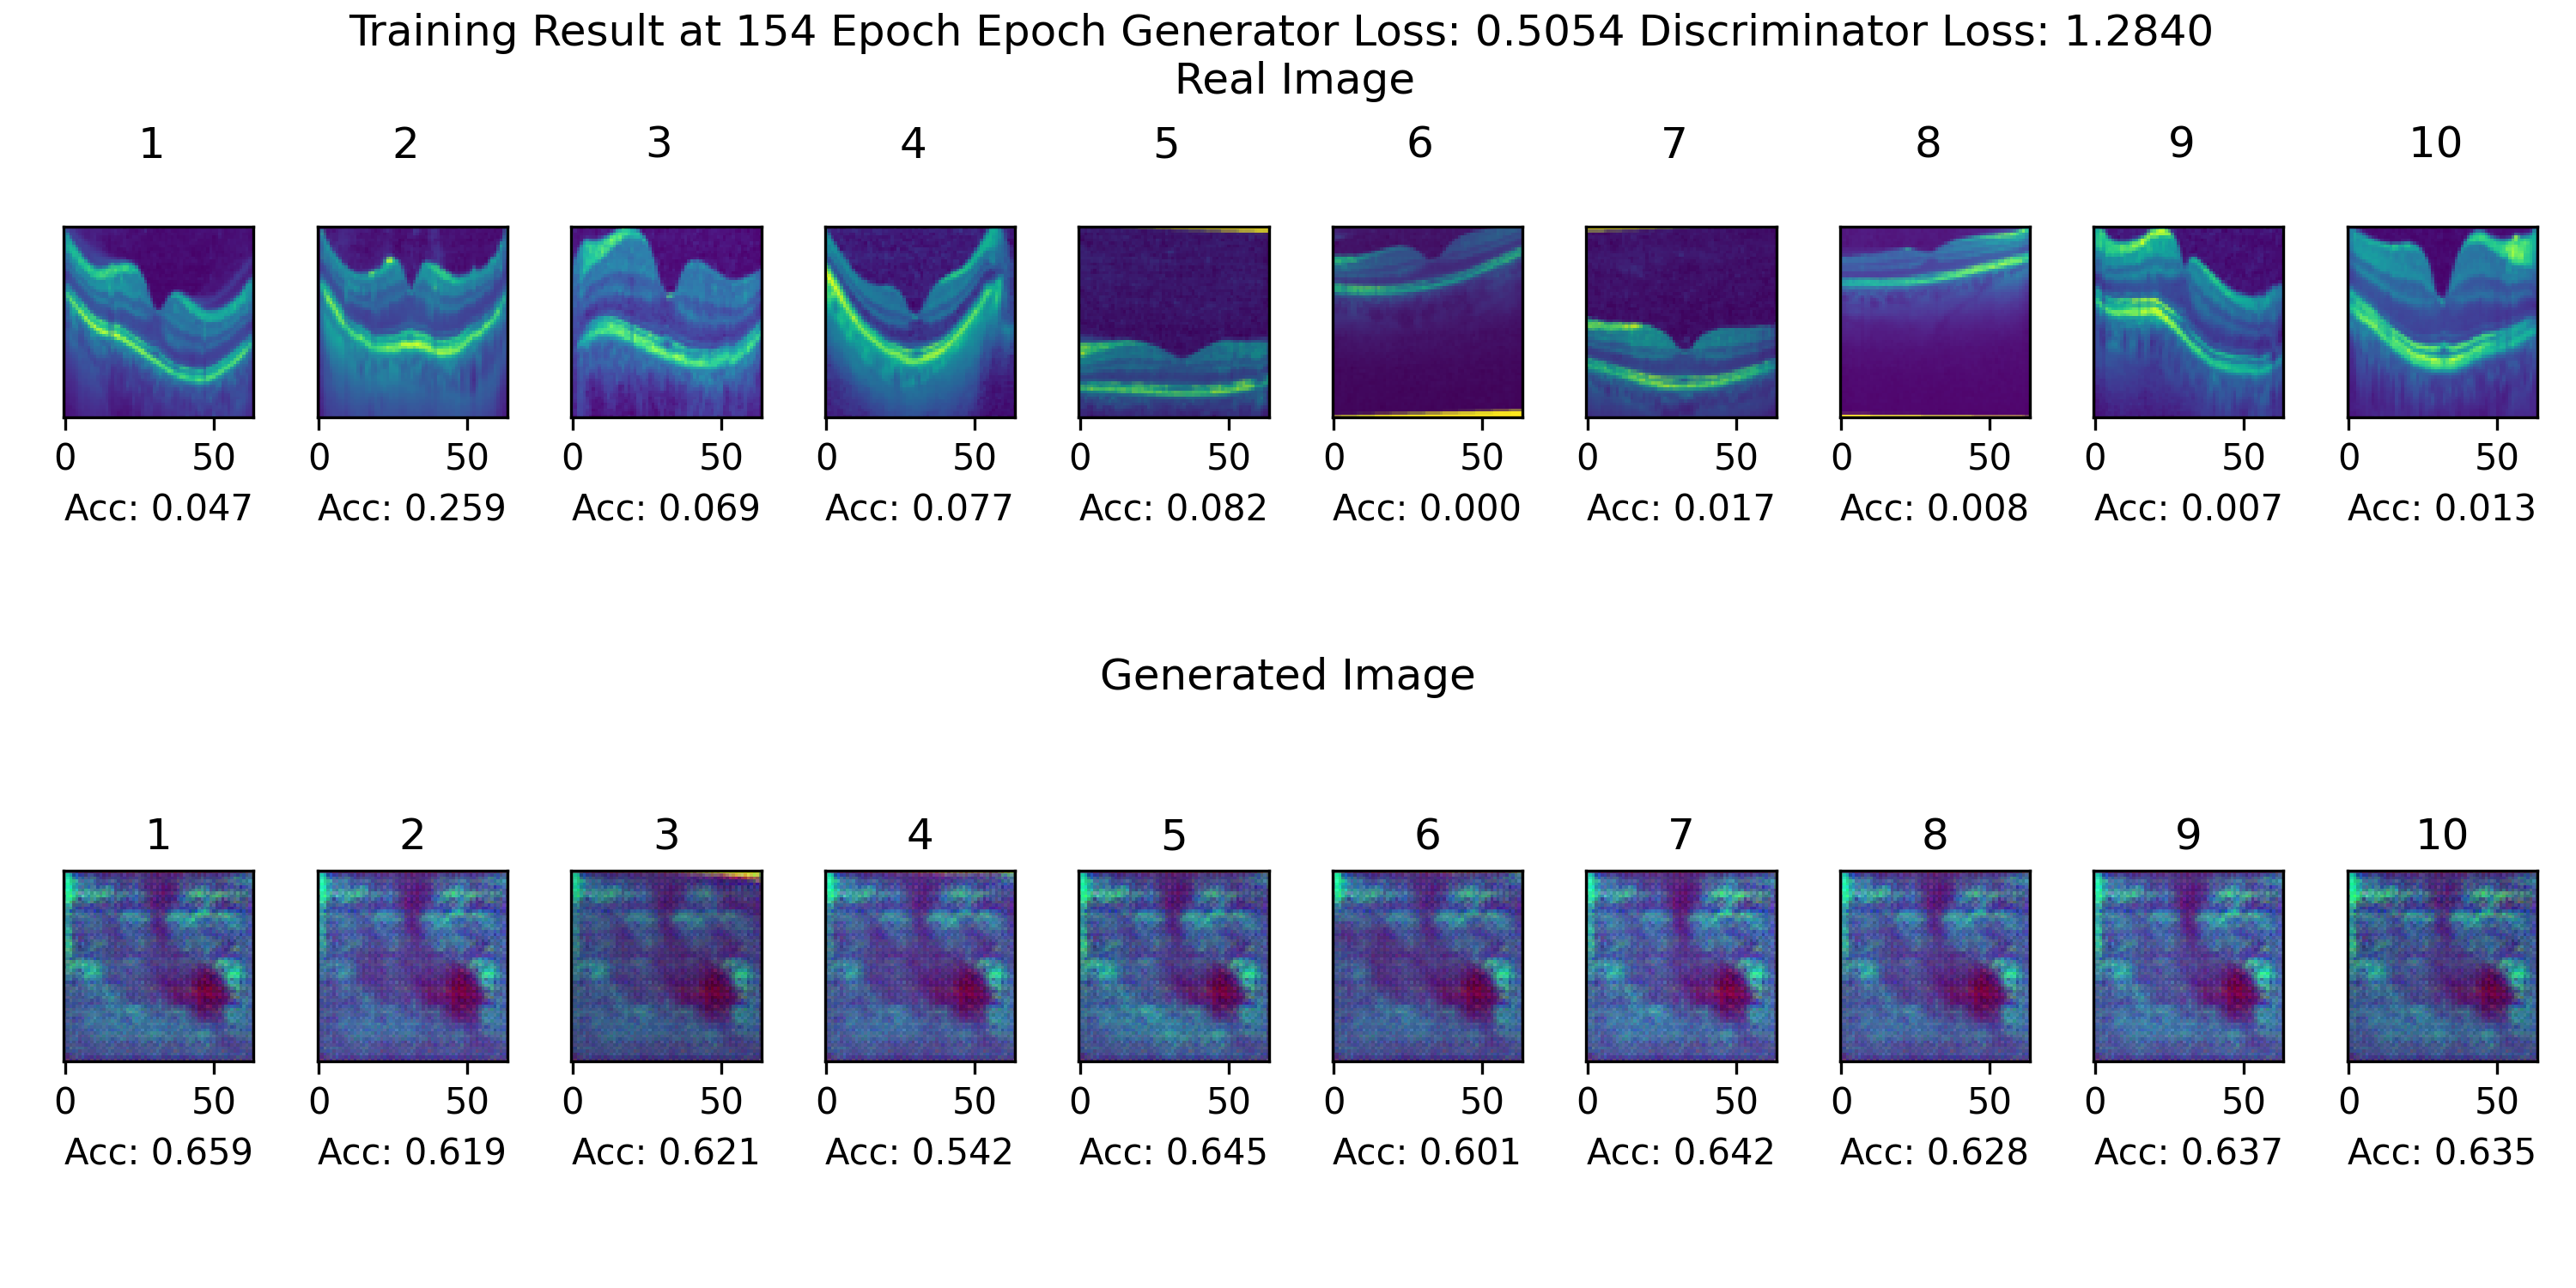 Training Result at 154 Epoch Epoch Generator Loss: 0.5054 Discriminator Loss: 1.2840
Real Image
1 2 3 4 5 6 7 8 9 10
0 50 0 50 0 50 0 50 0 50 0 50 0 50 0 50 0 50 0 50
Acc: 0.047 Acc: 0.259 Acc: 0.069 Acc: 0.077 Acc: 0.082 Acc: 0.000 Acc: 0.017 Acc: 0.008 Acc: 0.007 Acc: 0.013
Generated Image
1 2 3 4 5 6 7 8 9 10
0 50 0 50 0 50 0 50 0 50 0 50 0 50 0 50 0 50 0 50
Acc: 0.659 Acc: 0.619 Acc: 0.621 Acc: 0.542 Acc: 0.645 Acc: 0.601 Acc: 0.642 Acc: 0.628 Acc: 0.637 Acc: 0.635